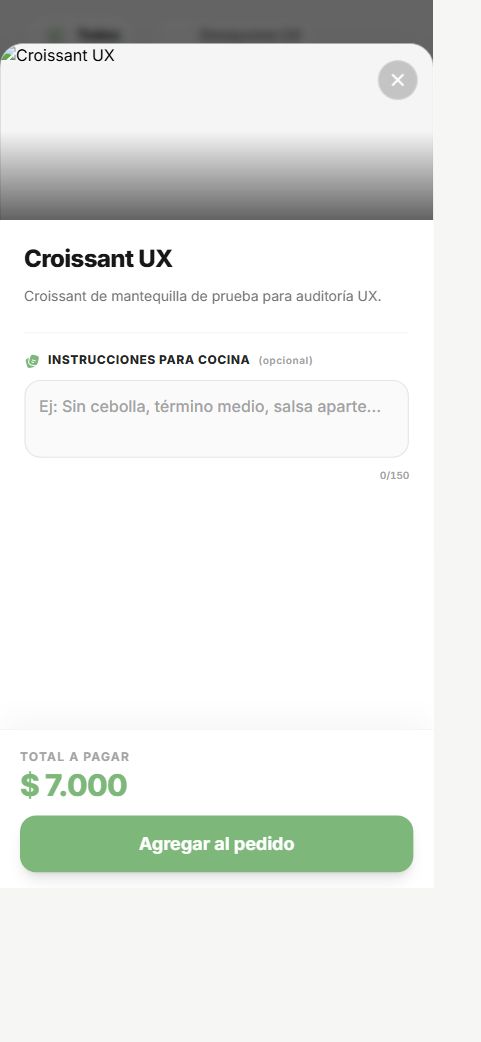 Todos
Croissant UX
Croissant UX
Croissant de mantequilla de prueba para auditoría UX.
INSTRUCCIONES PARA COCINA (opcional)
Ej: Sin cebolla, término medio, salsa aparte...
0/150
TOTAL A PAGAR
$ 7.000
Agregar al pedido